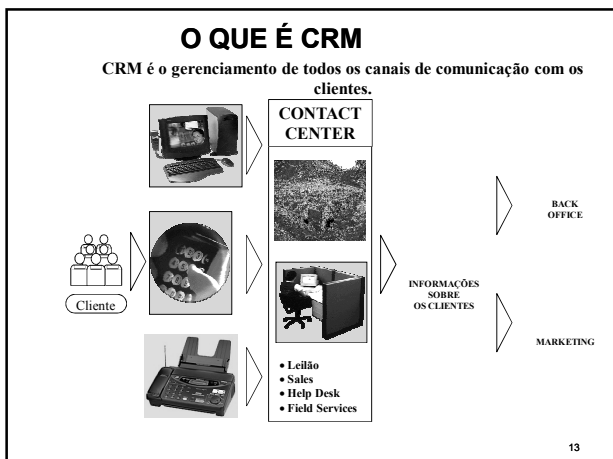 O QUE É CRM
CRM é o gerenciamento de todos os canais de comunicação com os
clientes.
CONTACT
CENTER
Cliente
• Leilão
• Sales
• Help Desk
• Field Services
INFORMAÇÕES
SOBRE
OS CLIENTES
BACK
OFFICE
MARKETING
13